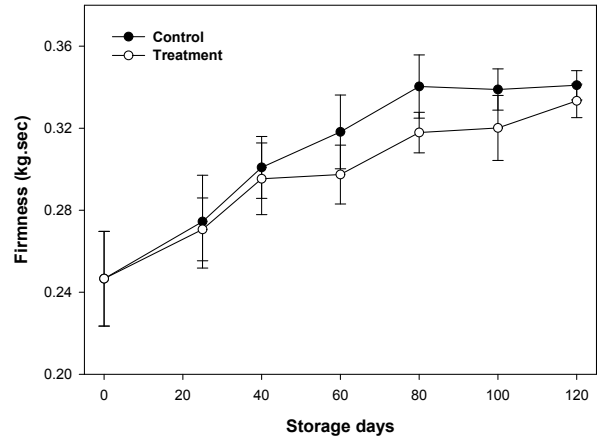 Control
Treatment
0.36
0.32
0.28
0.24
0.20
Firmness (kg.sec)
0 20 40 60 80 100 120
Storage days